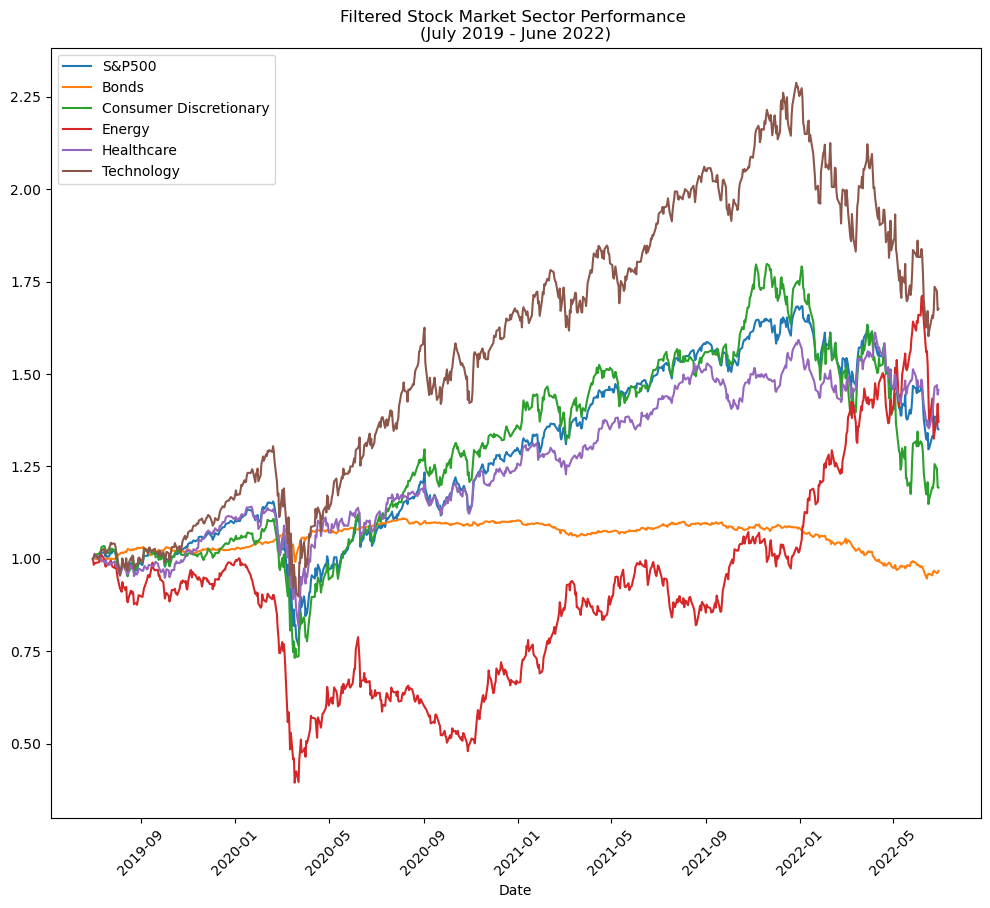 Filtered Stock Market Sector Performance
(July 2019 - June 2022)
S&P500
Bonds
Consumer Discretionary
Energy
Healthcare
Technology
2.25
2.00
1.75
1.50
1.25
1.00
0.75
0.50
2019-09
2020-01
2020-05
2020-09
2021-01
2021-05
2021-09
2022-01
2022-05
Date